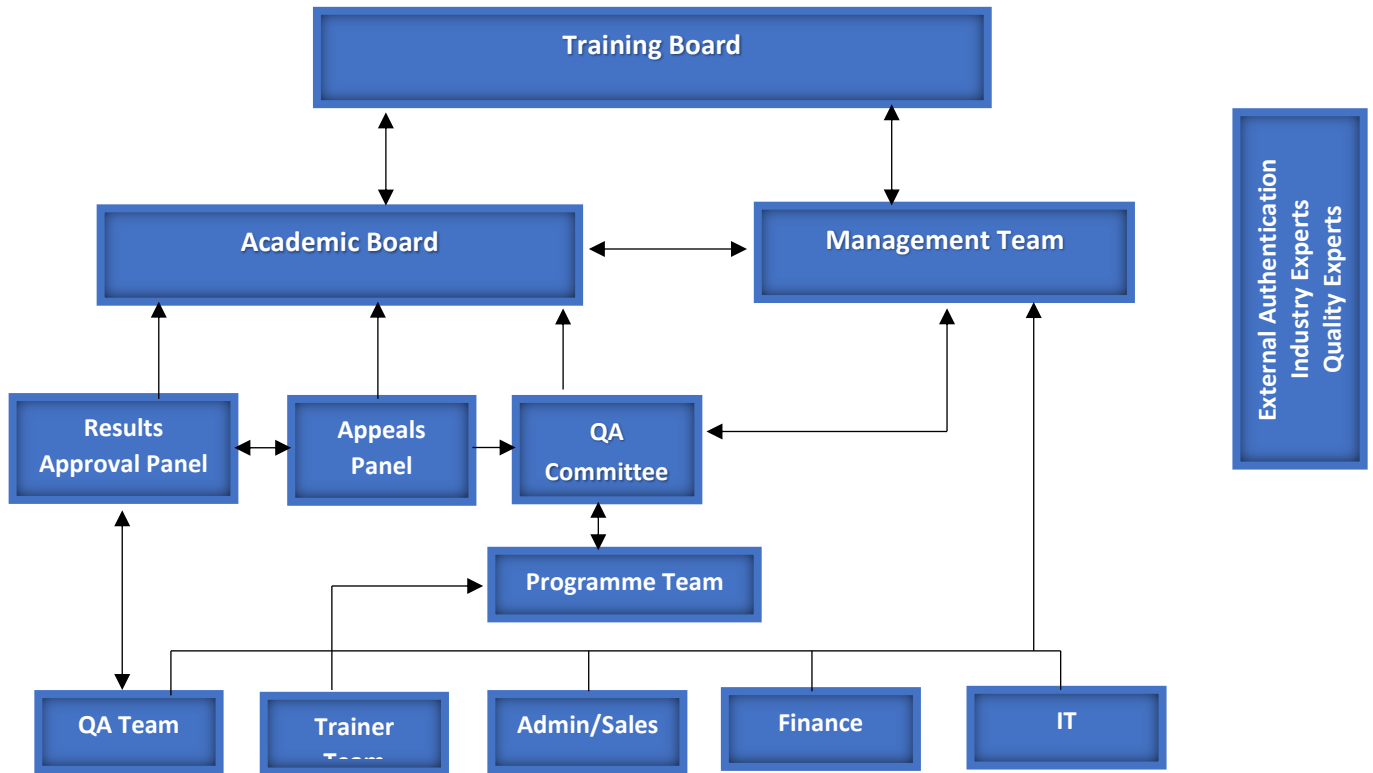 Training Board
Academic Board
Management Team
External Authentication
Industry Experts
Quality Experts
Results
Approval Panel
Appeals
Panel
QA
Committee
Programme Team
QA Team
Trainer
Admin/Sales
Finance
IT